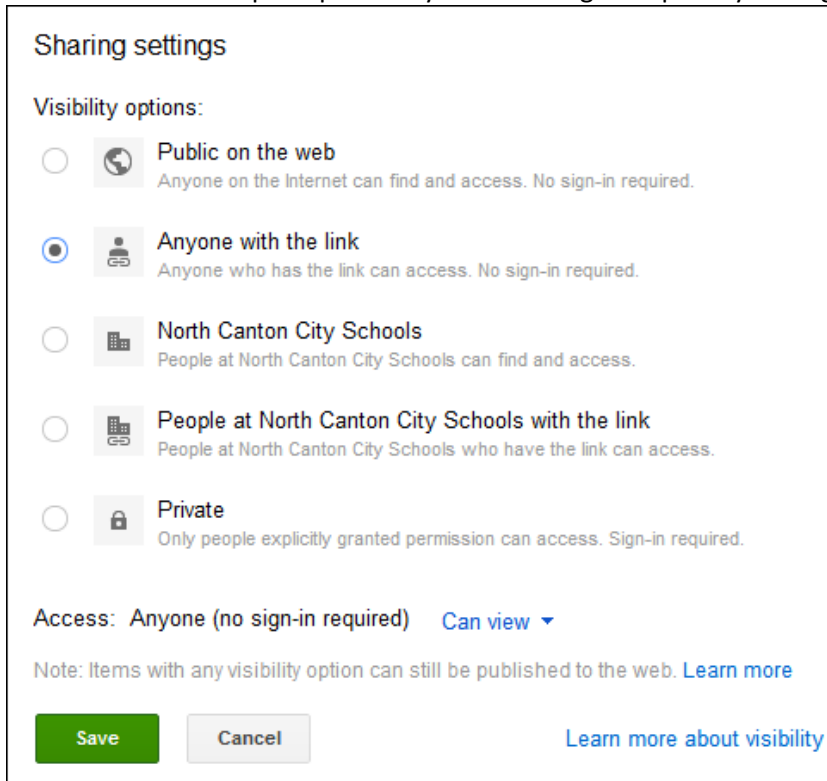 Sharing settings
Visibility options:
Public on the web
Anyone on the Internet can find and access. No sign-in required.
Anyone with the link
Anyone who has the link can access. No sign-in required.
North Canton City Schools
People at North Canton City Schools can find and access.
People at North Canton City Schools with the link
People at North Canton City Schools who have the link can access.
Private
Only people explicitly granted permission can access. Sign-in required.
Access: Anyone (no sign-in required) Can view
Note: Items with any visibility option can still be published to the web. Learn more
Save Cancel Learn more about visibility